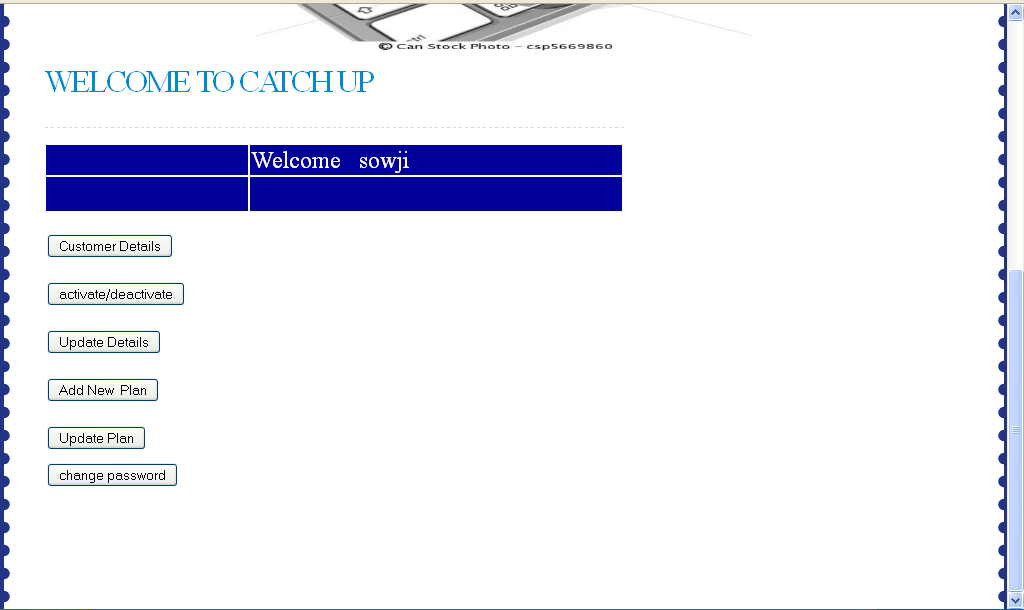 © Can Stock Photo - csp5669860
WELCOME TO CATCH UP
Welcome sowji
Customer Details
activate/deactivate
Update Details
Add New Plan
Update Plan
change password